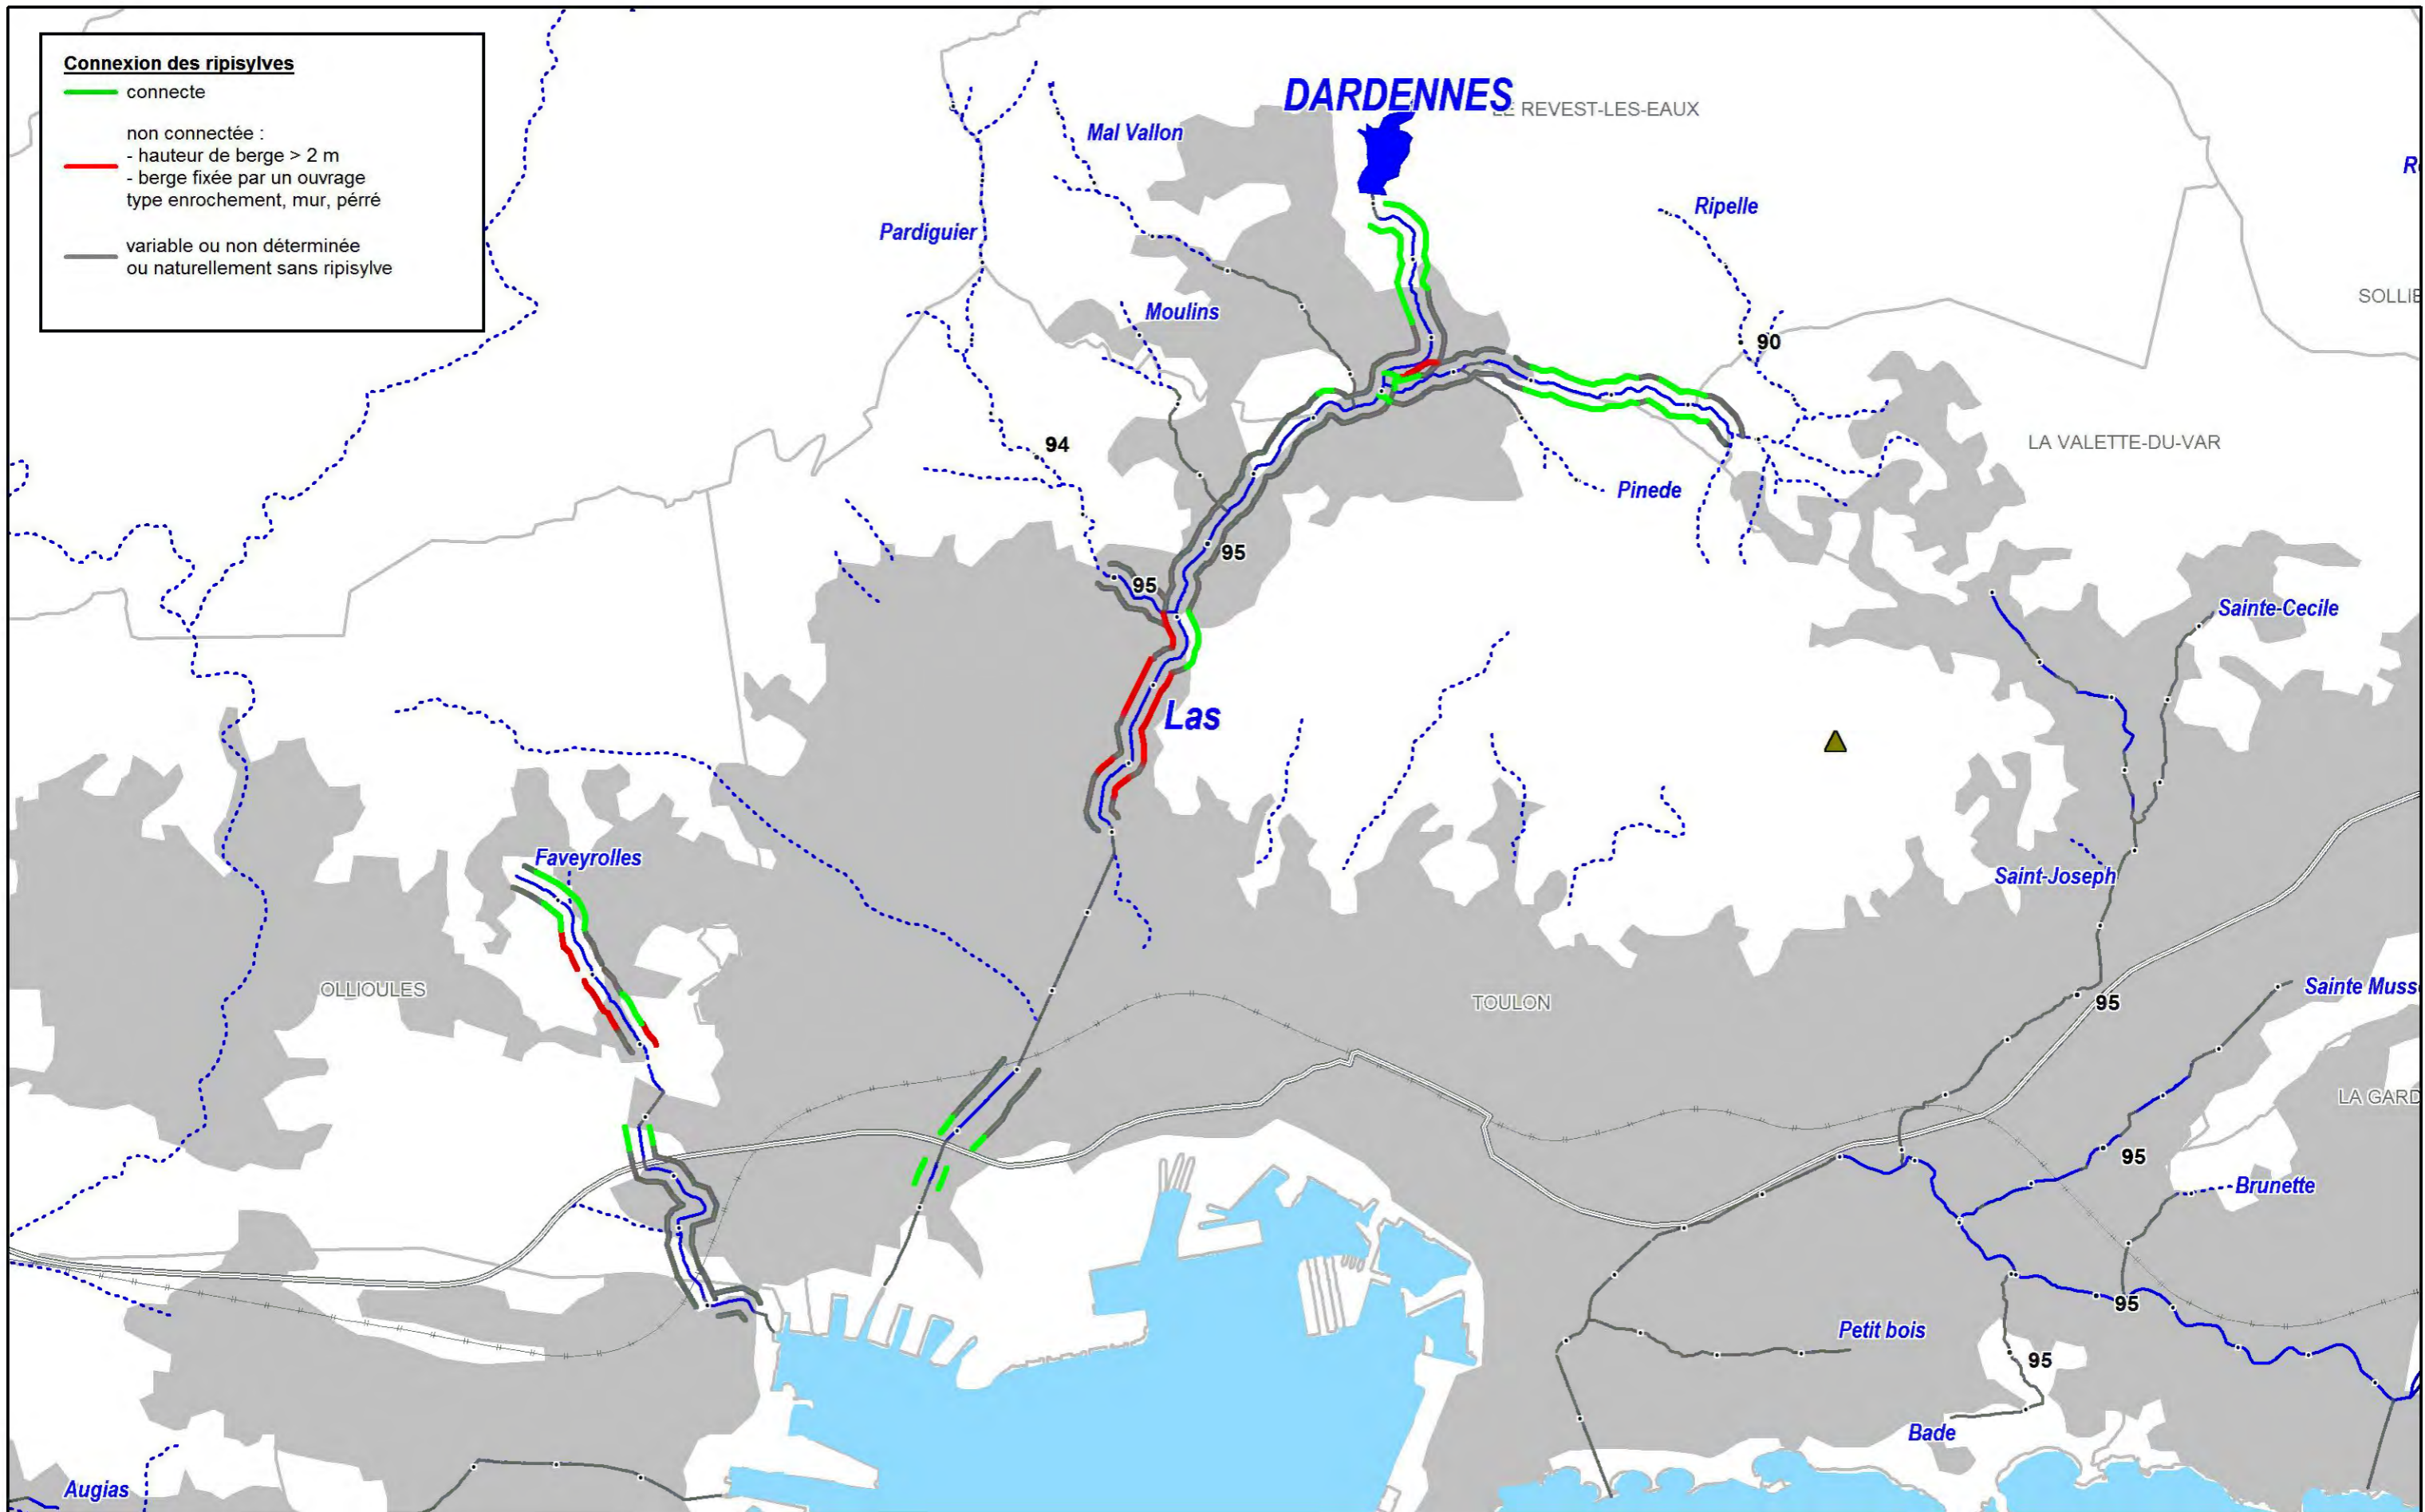 Connexion des ripisylves
connecte
non connectée :
- hauteur de berge > 2 m
- berge fixée par un ouvrage
type enrochement, mur, pérré
variable ou non déterminée
ou naturellement sans ripisylve
DARDENNES
LE REVEST-LES-EAUX
Mal Vallon
Ripelle
Pardiguier
SOLLIE
Moulins
90
LA VALETTE-DU-VAR
94
Pinede
95
95
Sainte-Cecile
Las
Faveyrolles
Saint-Joseph
OLLIOULES
TOULON
95
Sainte Muss
LA GARD
95
Brunette
95
Petit bois
95
Bade
Augias